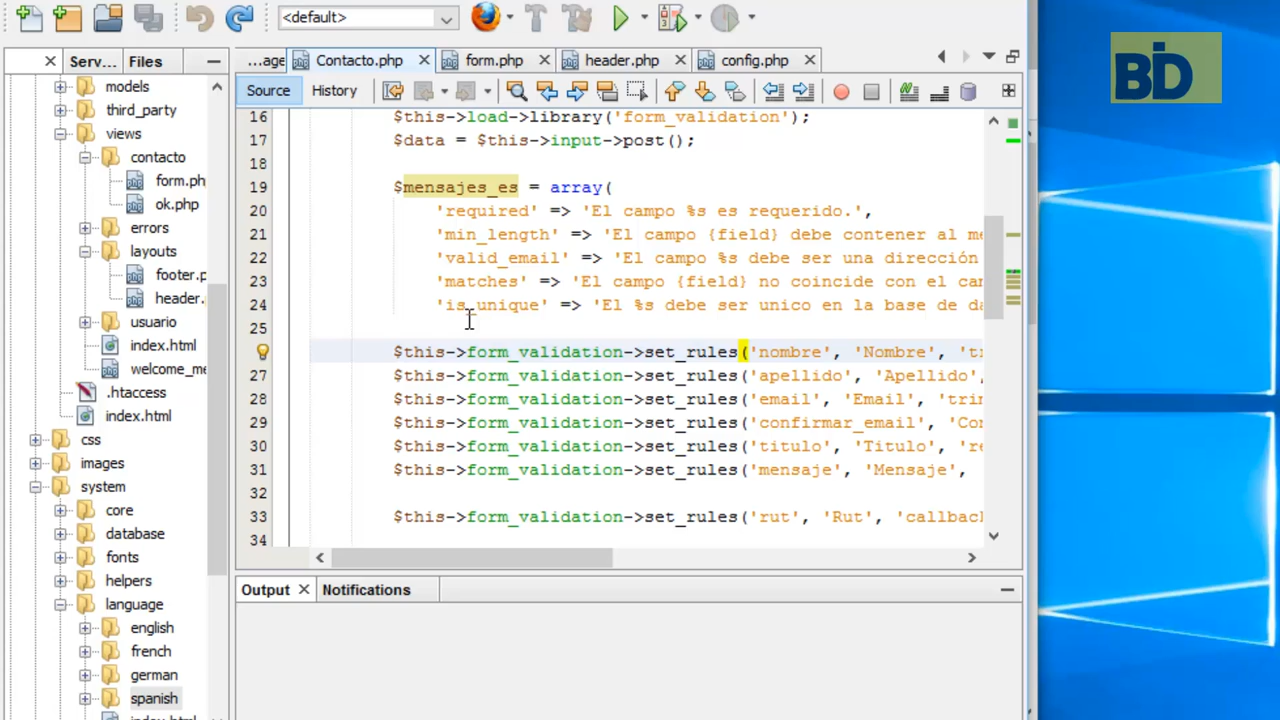 <default>
Serv...
Files
...age
Contacto.php
form.php
header.php
config.php
BD
Source
History
models
third_party
views
contacto
form.ph
ok.php
errors
layouts
footer.p
header.
usuario
index.html
welcome_me
.htaccess
index.html
css
images
system
core
database
fonts
helpers
language
english
french
german
spanish
index.html
16 $this->load->library('form_validation');
17 $data = $this->input->post();
18
19 $mensajes_es = array(
20 'required' => 'El campo %s es requerido.',
21 'min_length' => 'El campo {field} debe contener al me
22 'valid_email' => 'El campo %s debe ser una dirección
23 'matches' => 'El campo {field} no coincide con el cam
24 'is_unique' => 'El %s debe ser unico en la base de da
25
$this->form_validation->set_rules('nombre', 'Nombre', 'tr
27 $this->form_validation->set_rules('apellido', 'Apellido',
28 $this->form_validation->set_rules('email', 'Email', 'trim
29 $this->form_validation->set_rules('confirmar_email', 'Con
30 $this->form_validation->set_rules('titulo', 'Titulo', 're
31 $this->form_validation->set_rules('mensaje', 'Mensaje',
32
33 $this->form_validation->set_rules('rut', 'Rut', 'callback
34
Output
Notifications